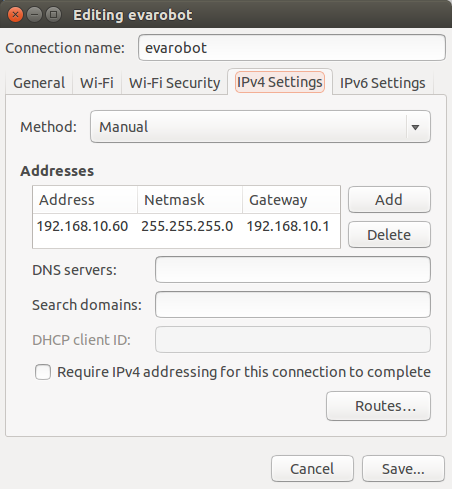 Editing evarobot
Connection name: evarobot
General Wi-Fi Wi-Fi Security IPv4 Settings IPv6 Settings
Method: Manual
Addresses
Address Netmask Gateway Add
192.168.10.60 255.255.255.0 192.168.10.1
Delete
DNS servers:
Search domains:
DHCP client ID:
Require IPv4 addressing for this connection to complete
Routes...
Cancel Save...